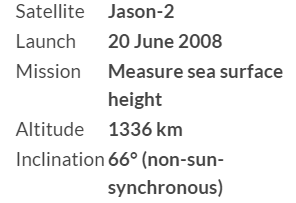 Satellite Jason-2
Launch 20 June 2008
Mission Measure sea surface
height
Altitude 1336 km
Inclination 66° (non-sun-
synchronous)